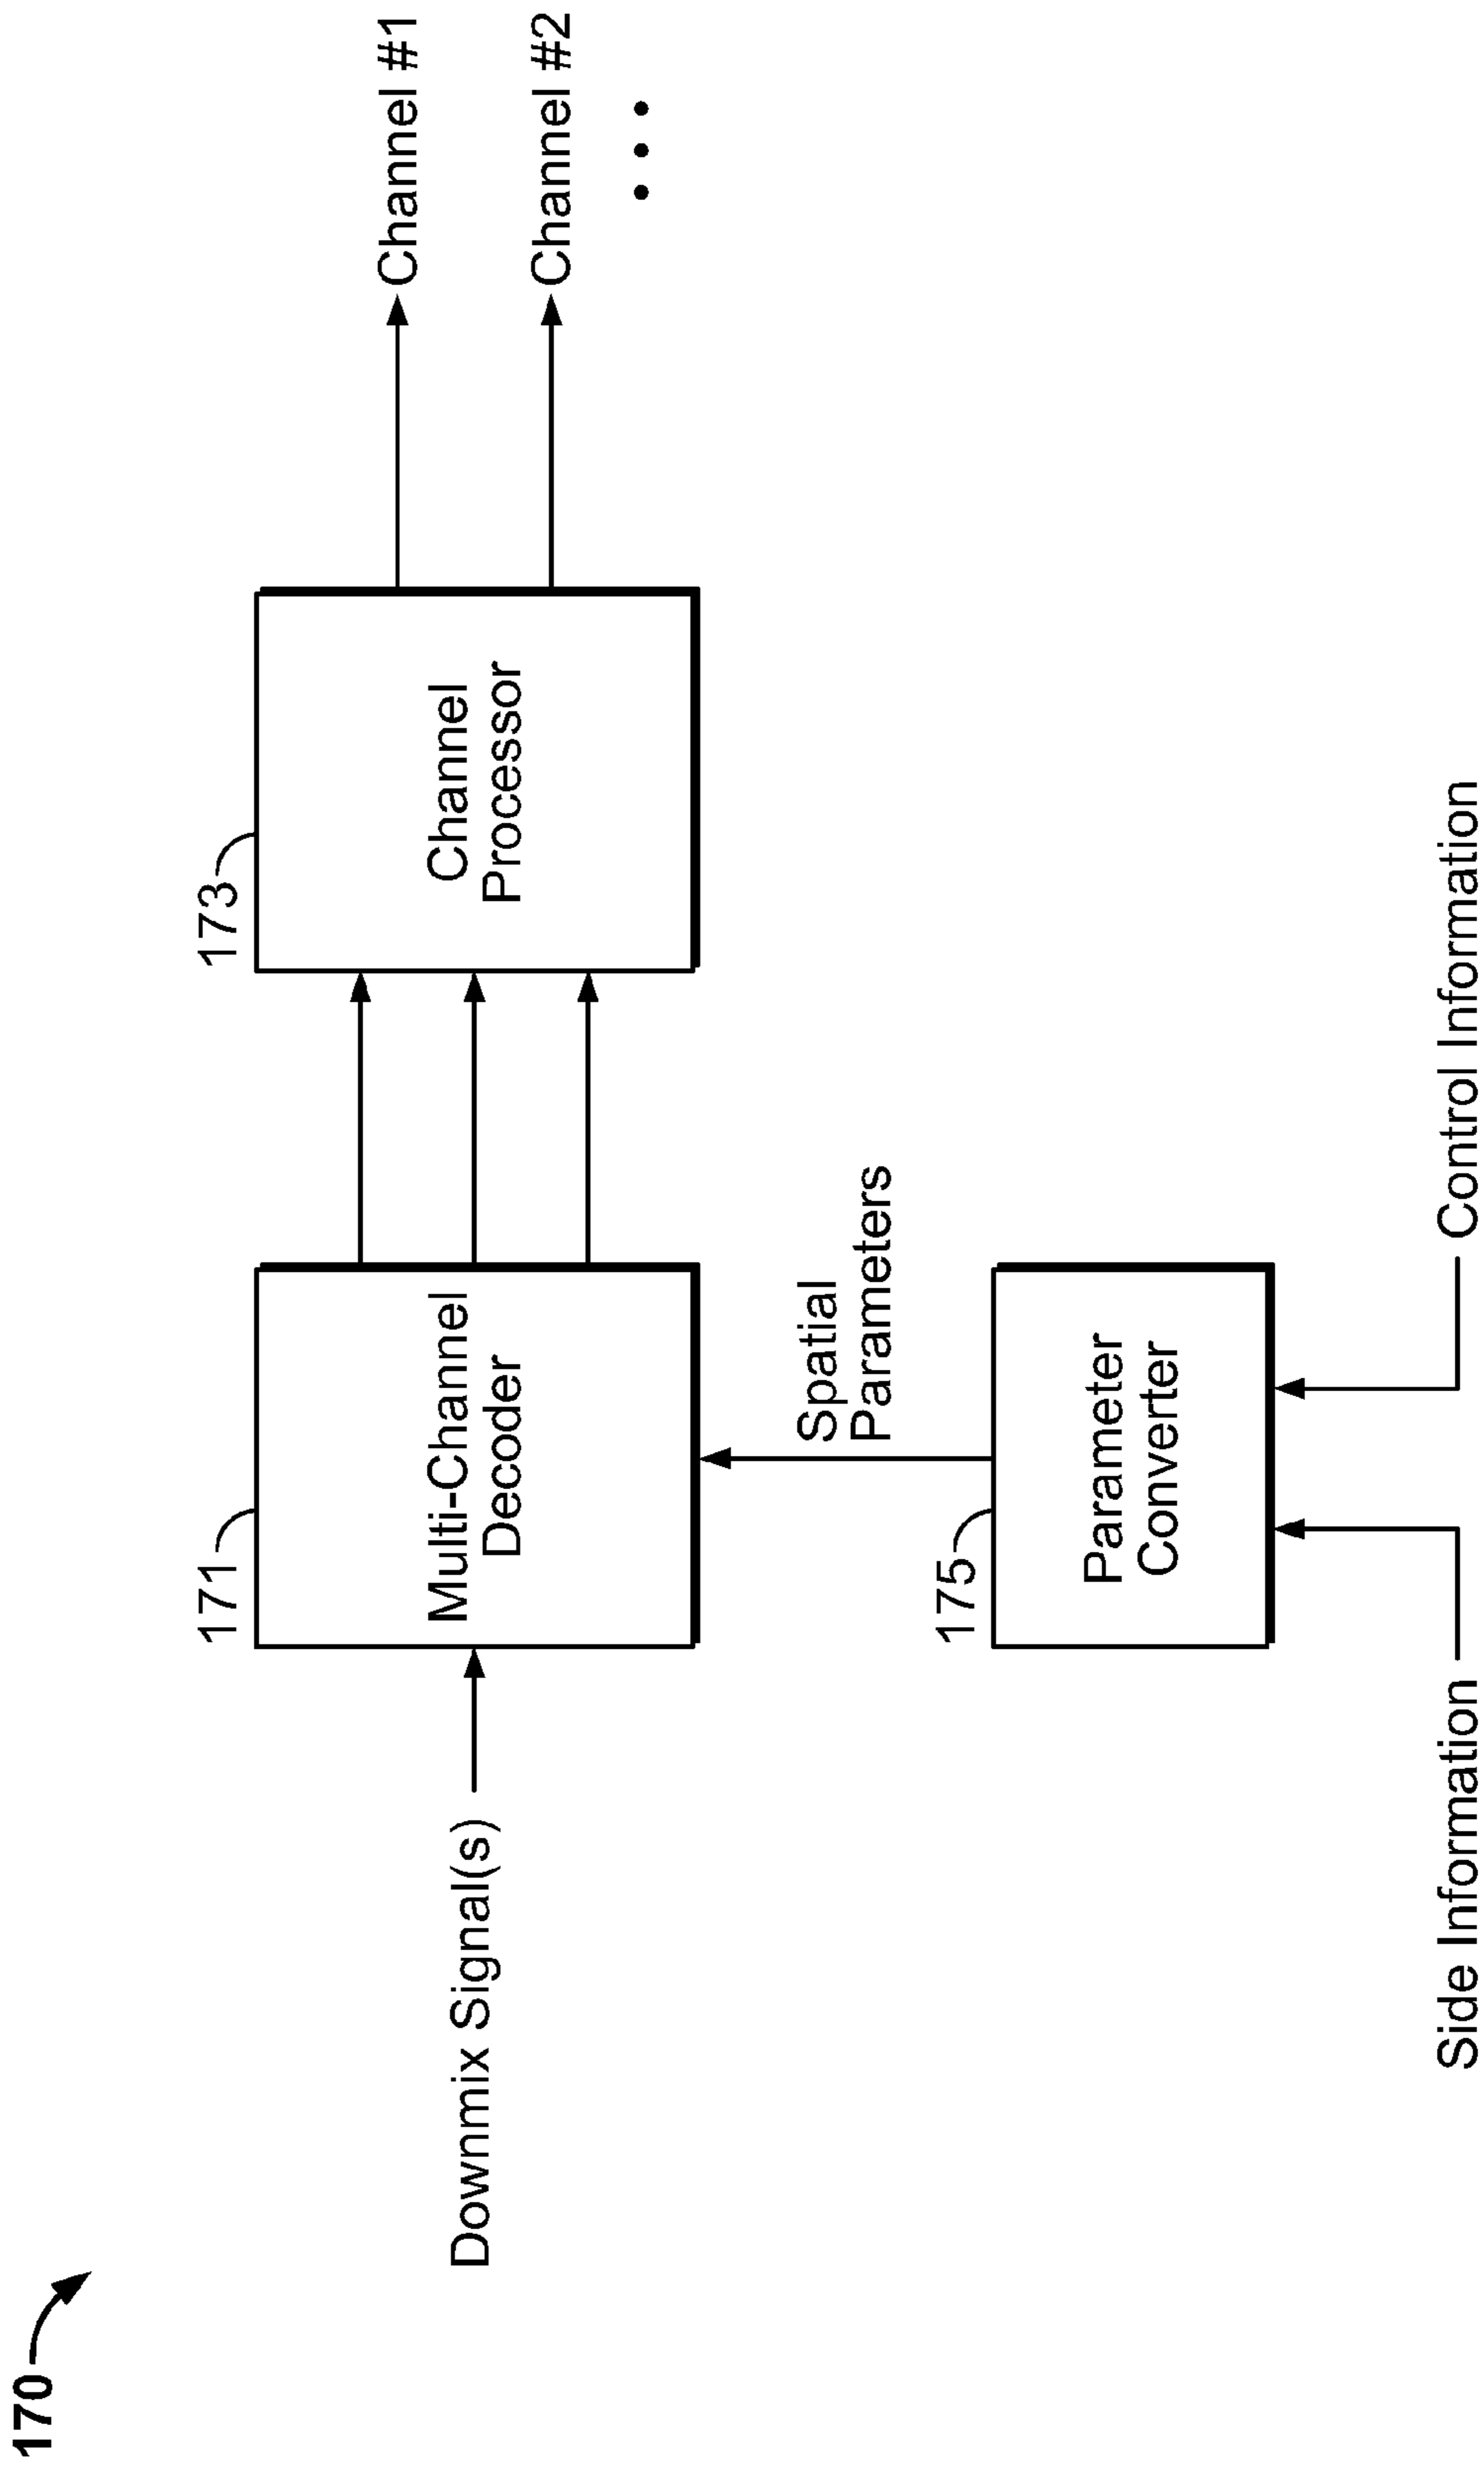 170
171
173
Downmix Signal(s)
Multi-Channel
Decoder
Channel
Processor
Channel #1
Channel #2
Spatial
Parameters
175
Parameter
Converter
Side Information
Control Information